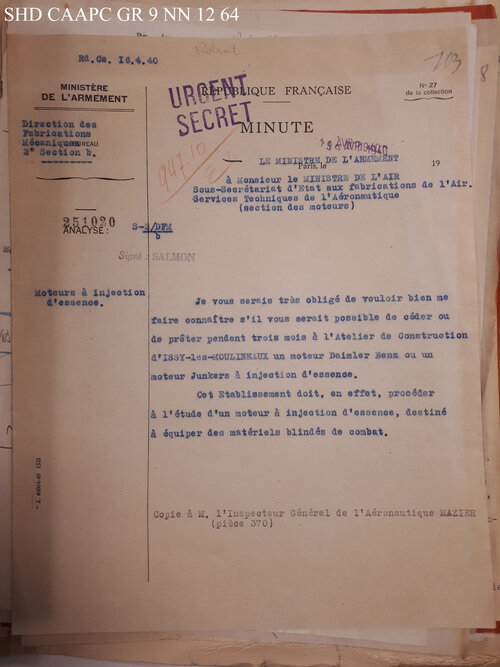 SHD CAAPC GR 9 NN 12 64
Rd.Cs. 16.4.40
MINISTÈRE
DE L'ARMEMENT
Direction des
Fabrications
Mécaniques
BUREAU
2° Section b.
URGENT
SECRET
RÉPUBLIQUE FRANÇAISE
N° 27
de la collection
MINUTE
LE MINISTRE DE L'ARMEMENT
Paris, le
19
à Monsieur le MINISTRE DE L'AIR
Sous-Secrétariat d'Etat aux fabrications de l'Air.
Services Techniques de l'Aéronautique
(section des moteurs)
251020
ANALYSE:
S-2/DFM
b
Signé: SALMON
Moteurs à injection
d'essence.
Je vous serais très obligé de vouloir bien me
faire connaître s'il vous serait possible de céder ou
de prêter pendant trois mois à l'Atelier de Construction
d'ISSY-les-MOULINEAUX un moteur Daimler Benz ou un
moteur Junkers à injection d'essence.
Cet Etablissement doit, en effet, procéder
à l'étude d'un moteur à injection d'essence, destiné
à équiper des matériels blindés de combat.
Copie à M. l'Inspecteur Général de l'Aéronautique MAZIER
(pièce 370)